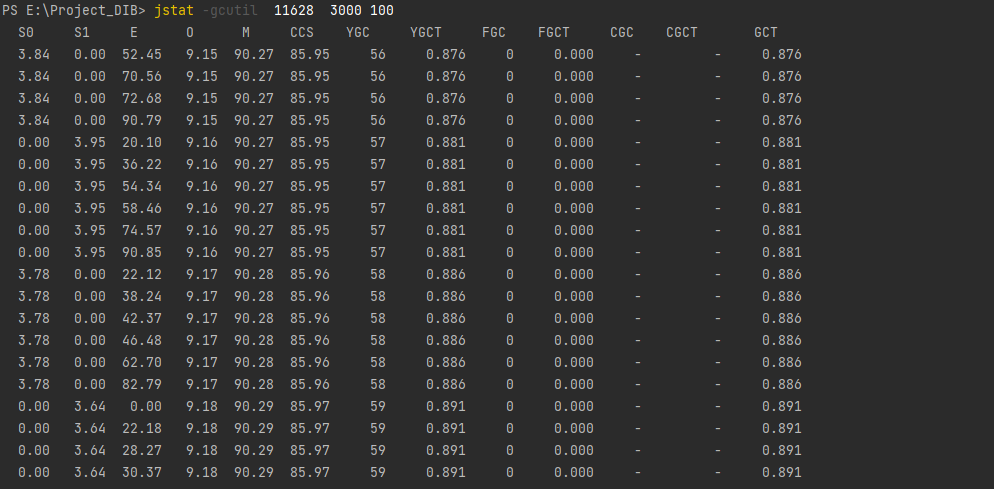 PS E:\Project_DIB> jstat -gcutil  11628  3000 100
S0     S1     E      O      M     CCS    YGC     YGCT     FGC    FGCT     CGC    CGCT       GCT
3.84   0.00  52.45   9.15  90.27  85.95     56     0.876     0     0.000     -         -     0.876
3.84   0.00  70.56   9.15  90.27  85.95     56     0.876     0     0.000     -         -     0.876
3.84   0.00  72.68   9.15  90.27  85.95     56     0.876     0     0.000     -         -     0.876
3.84   0.00  90.79   9.15  90.27  85.95     56     0.876     0     0.000     -         -     0.876
0.00   3.95  20.10   9.16  90.27  85.95     57     0.881     0     0.000     -         -     0.881
0.00   3.95  36.22   9.16  90.27  85.95     57     0.881     0     0.000     -         -     0.881
0.00   3.95  54.34   9.16  90.27  85.95     57     0.881     0     0.000     -         -     0.881
0.00   3.95  58.46   9.16  90.27  85.95     57     0.881     0     0.000     -         -     0.881
0.00   3.95  74.57   9.16  90.27  85.95     57     0.881     0     0.000     -         -     0.881
0.00   3.95  90.85   9.16  90.27  85.95     57     0.881     0     0.000     -         -     0.881
3.78   0.00  22.12   9.17  90.28  85.96     58     0.886     0     0.000     -         -     0.886
3.78   0.00  38.24   9.17  90.28  85.96     58     0.886     0     0.000     -         -     0.886
3.78   0.00  42.37   9.17  90.28  85.96     58     0.886     0     0.000     -         -     0.886
3.78   0.00  46.48   9.17  90.28  85.96     58     0.886     0     0.000     -         -     0.886
3.78   0.00  62.70   9.17  90.28  85.96     58     0.886     0     0.000     -         -     0.886
3.78   0.00  82.79   9.17  90.28  85.96     58     0.886     0     0.000     -         -     0.886
0.00   3.64   0.00   9.18  90.29  85.97     59     0.891     0     0.000     -         -     0.891
0.00   3.64  22.18   9.18  90.29  85.97     59     0.891     0     0.000     -         -     0.891
0.00   3.64  28.27   9.18  90.29  85.97     59     0.891     0     0.000     -         -     0.891
0.00   3.64  30.37   9.18  90.29  85.97     59     0.891     0     0.000     -         -     0.891